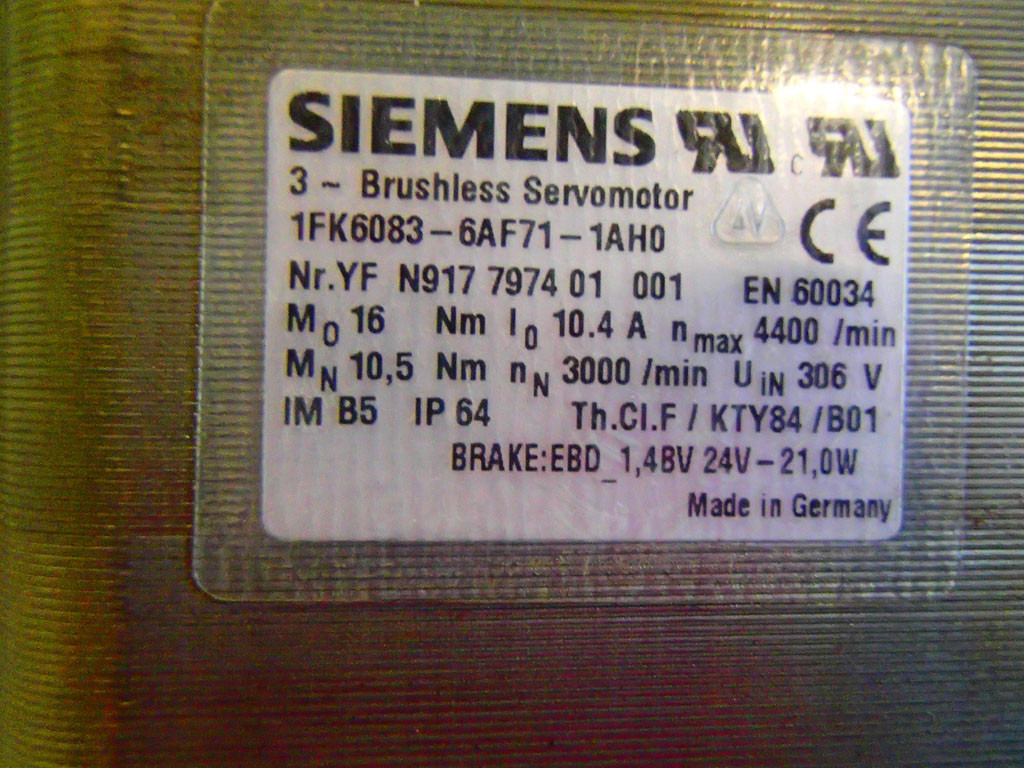 SIEMENS
3 ~ Brushless Servomotor
1FK6083-6AF71-1AH0
CE
Nr.YF N917 7974 01 001 EN 60034
M0 16 Nm I0 10.4 A nmax 4400 /min
MN 10,5 Nm nN 3000 /min UiN 306 V
IM B5 IP 64 Th.Cl.F / KTY84 /B01
BRAKE:EBD_1,4BV 24V-21,0W
Made in Germany